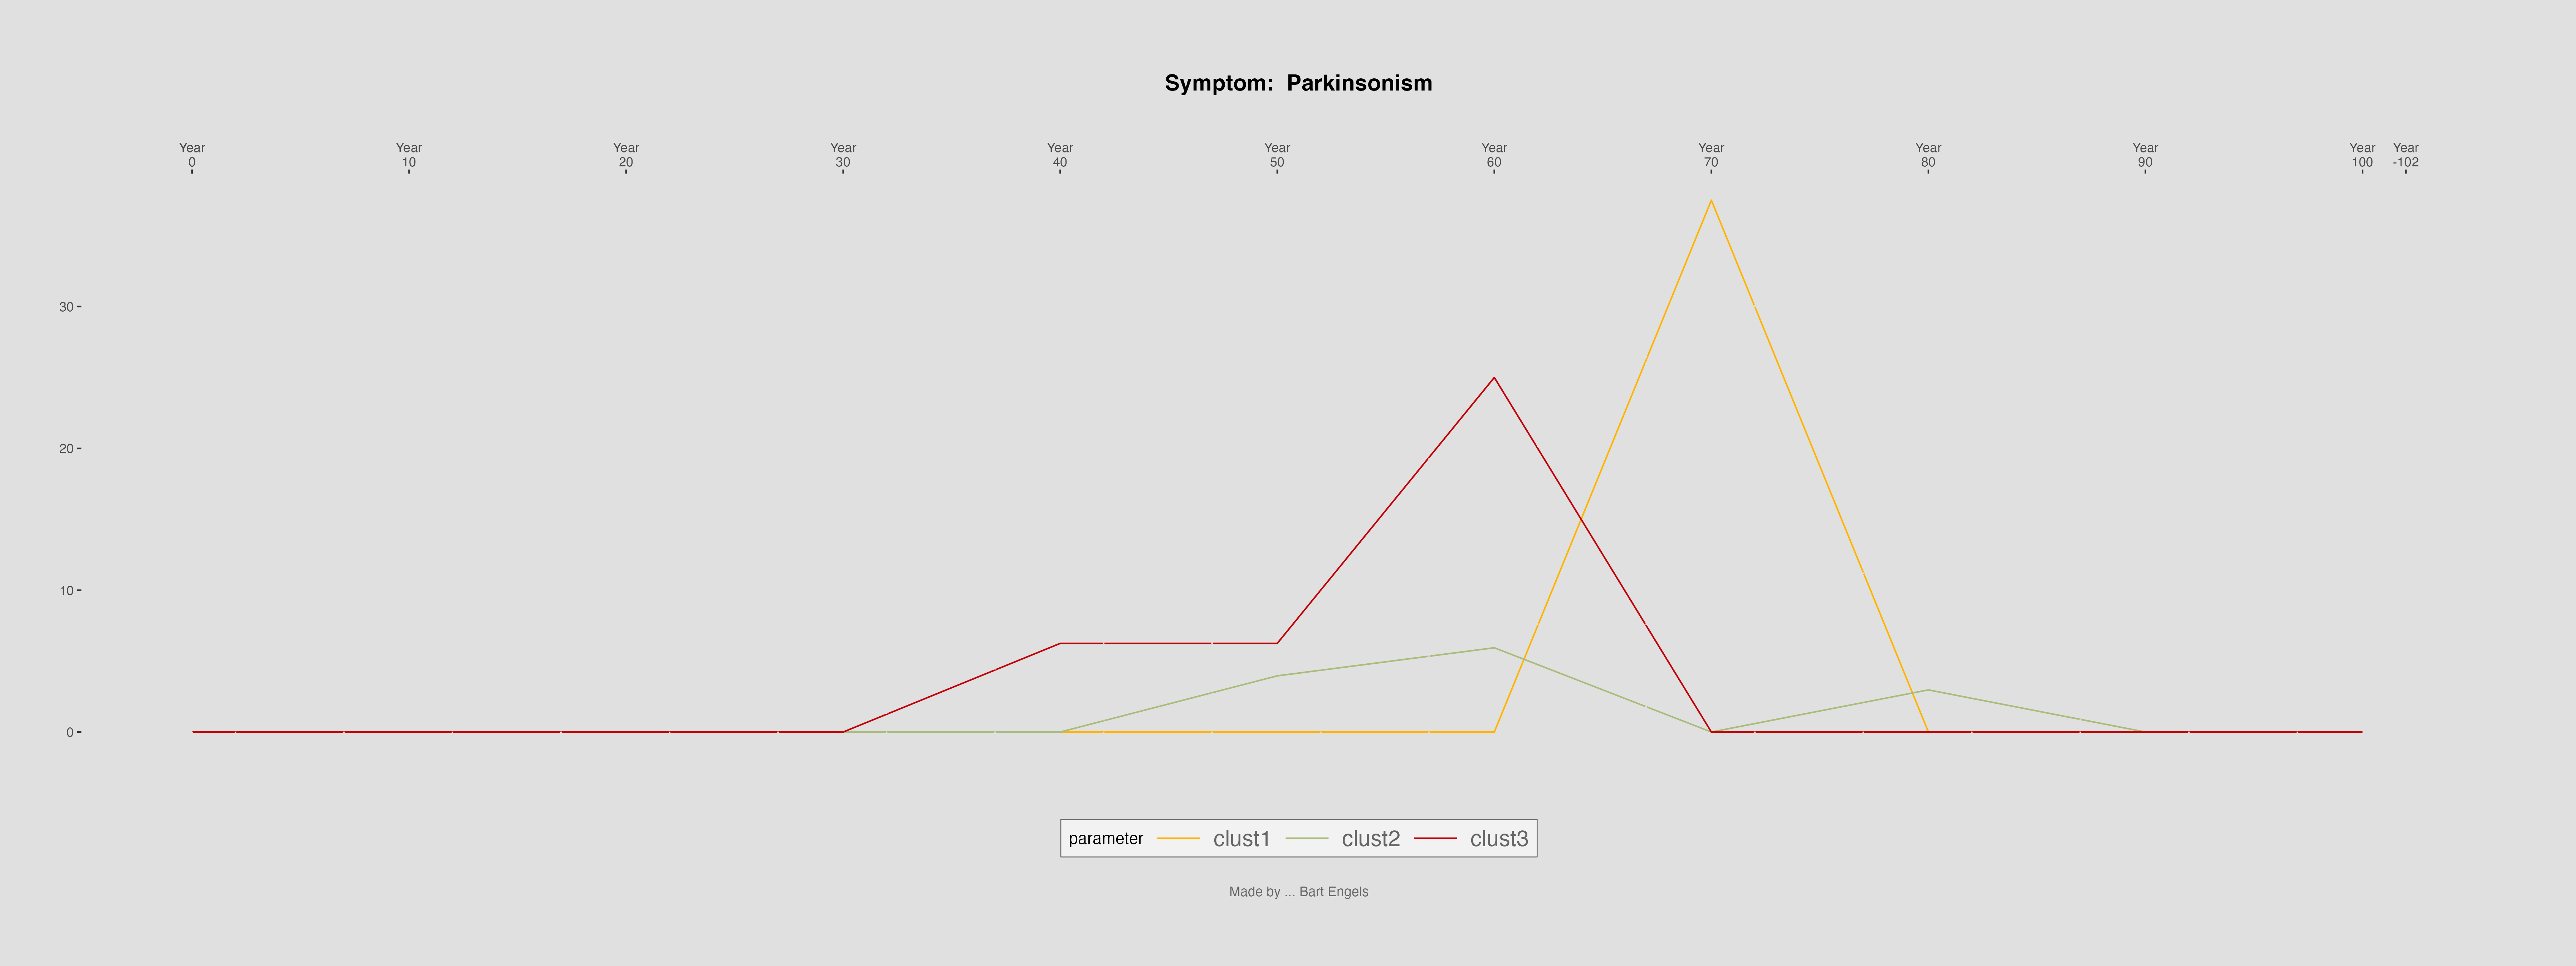 Symptom:  Parkinsonism
Year Year Year Year Year Year Year Year Year Year Year Year
0 10 20 30 40 50 60 70 80 90 100 -102
30
20
10
0
parameter clust1 clust2 clust3
Made by ... Bart Engels